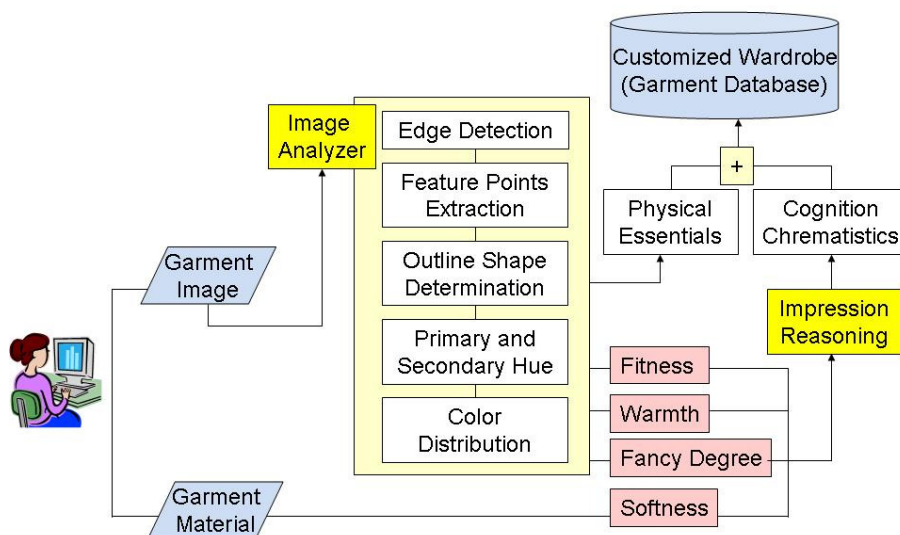 Customized Wardrobe
(Garment Database)
Image
Analyzer
Edge Detection
Feature Points
Extraction
Outline Shape
Determination
Primary and
Secondary Hue
Color
Distribution
+
Physical
Essentials
Cognition
Chrematistics
Impression
Reasoning
Garment
Image
Fitness
Warmth
Fancy Degree
Softness
Garment
Material